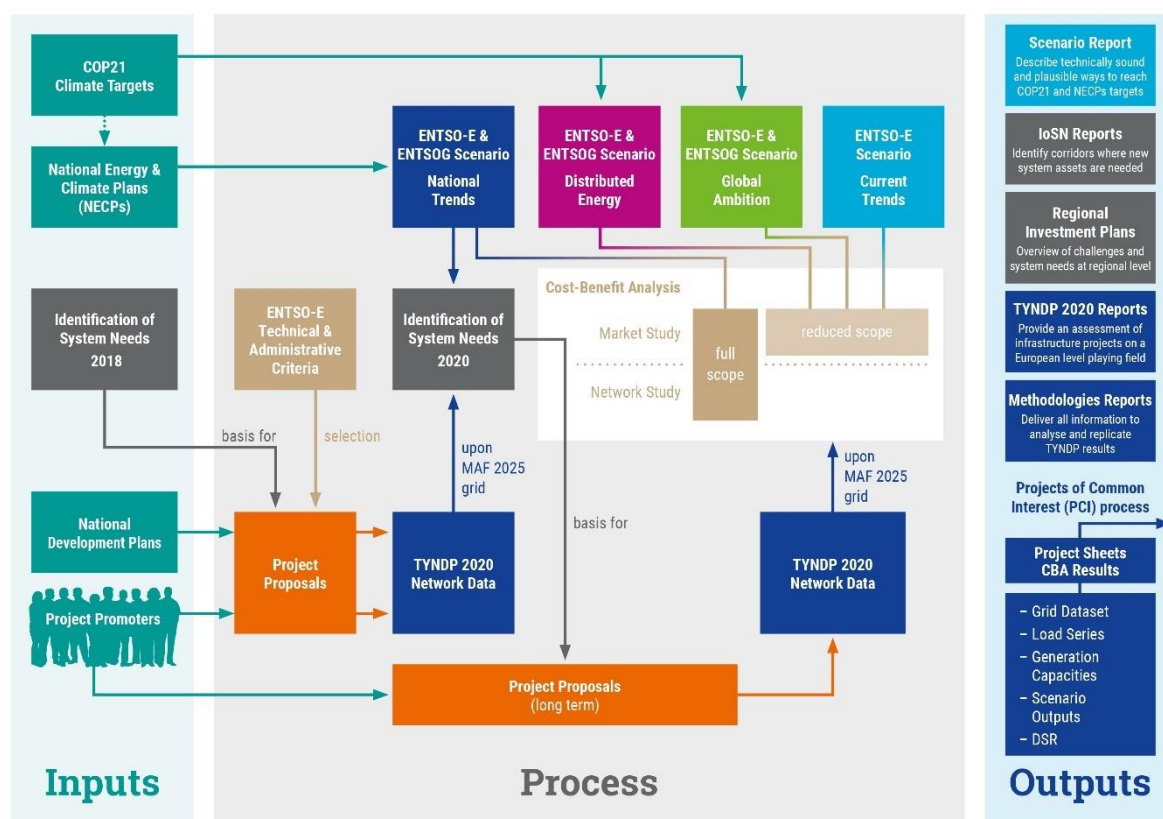 COP21
Climate Targets
National Energy &
Climate Plans
(NECPs)
Identification of
System Needs
2018
National
Development Plans
Project Promoters
Inputs
ENTSO-E &
ENTSOG Scenario
National
Trends
ENTSO-E &
ENTSOG Scenario
Distributed
Energy
ENTSO-E &
ENTSOG Scenario
Global
Ambition
ENTSO-E
Scenario
Current
Trends
ENTSO-E
Technical &
Administrative
Criteria
Identification of
System Needs
2020
Cost-Benefit Analysis
Market Study
Network Study
full
scope
reduced scope
basis for
selection
upon
MAF 2025
grid
basis for
upon
MAF 2025
grid
Project
Proposals
TYNDP 2020
Network Data
TYNDP 2020
Network Data
Project Proposals
(long term)
Process
Scenario Report
Describe technically sound
and plausible ways to reach
COP21 and NECPs targets
IoSN Reports
Identify corridors where new
system assets are needed
Regional
Investment Plans
Overview of challenges and
system needs at regional level
TYNDP 2020 Reports
Provide an assessment of
infrastructure projects on a
European level playing field
Methodologies Reports
Deliver all information to
analyse and replicate
TYNDP results
Projects of Common
Interest (PCI) process
Project Sheets
CBA Results
– Grid Dataset
– Load Series
– Generation
Capacities
– Scenario
Outputs
– DSR
Outputs